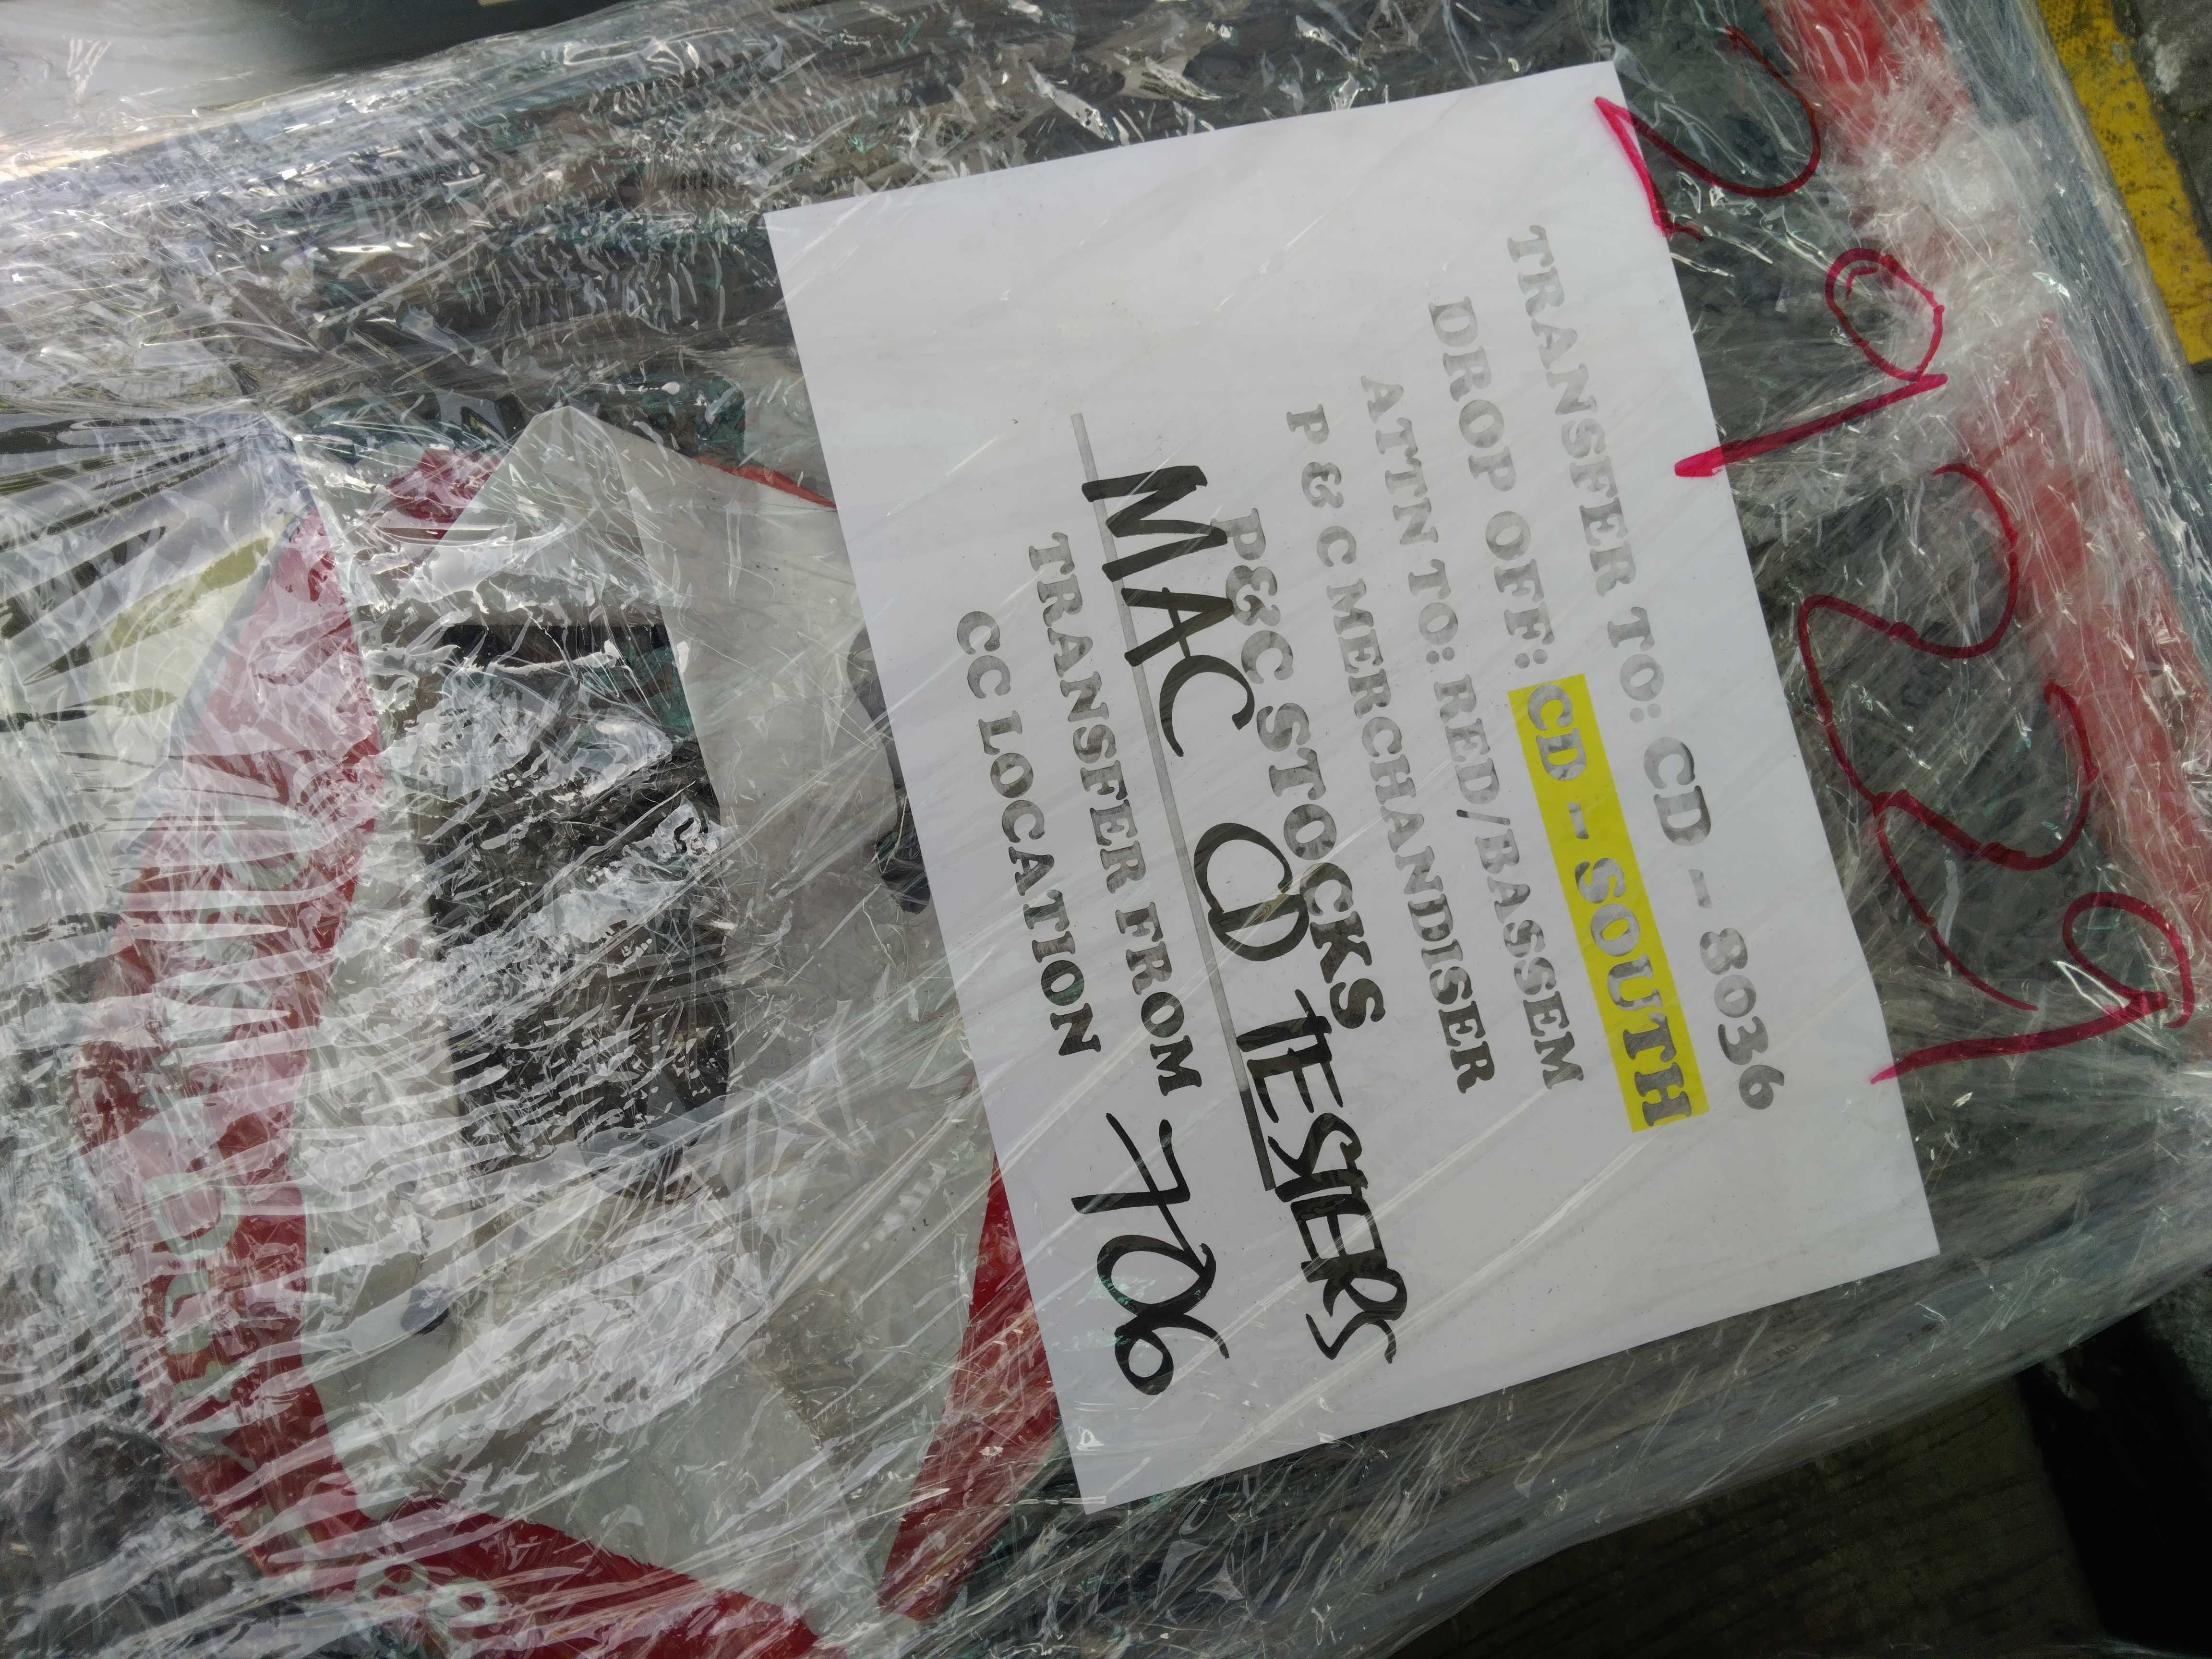 TRANSFER TO: CD - 8036
DROP OFF: CD - SOUTH
ATTN TO: RED/BASSEM
P & C MERCHANDISER
P&C STOCKS
MAC CD TESTERS
TRANSFER FROM
CC LOCATION 706